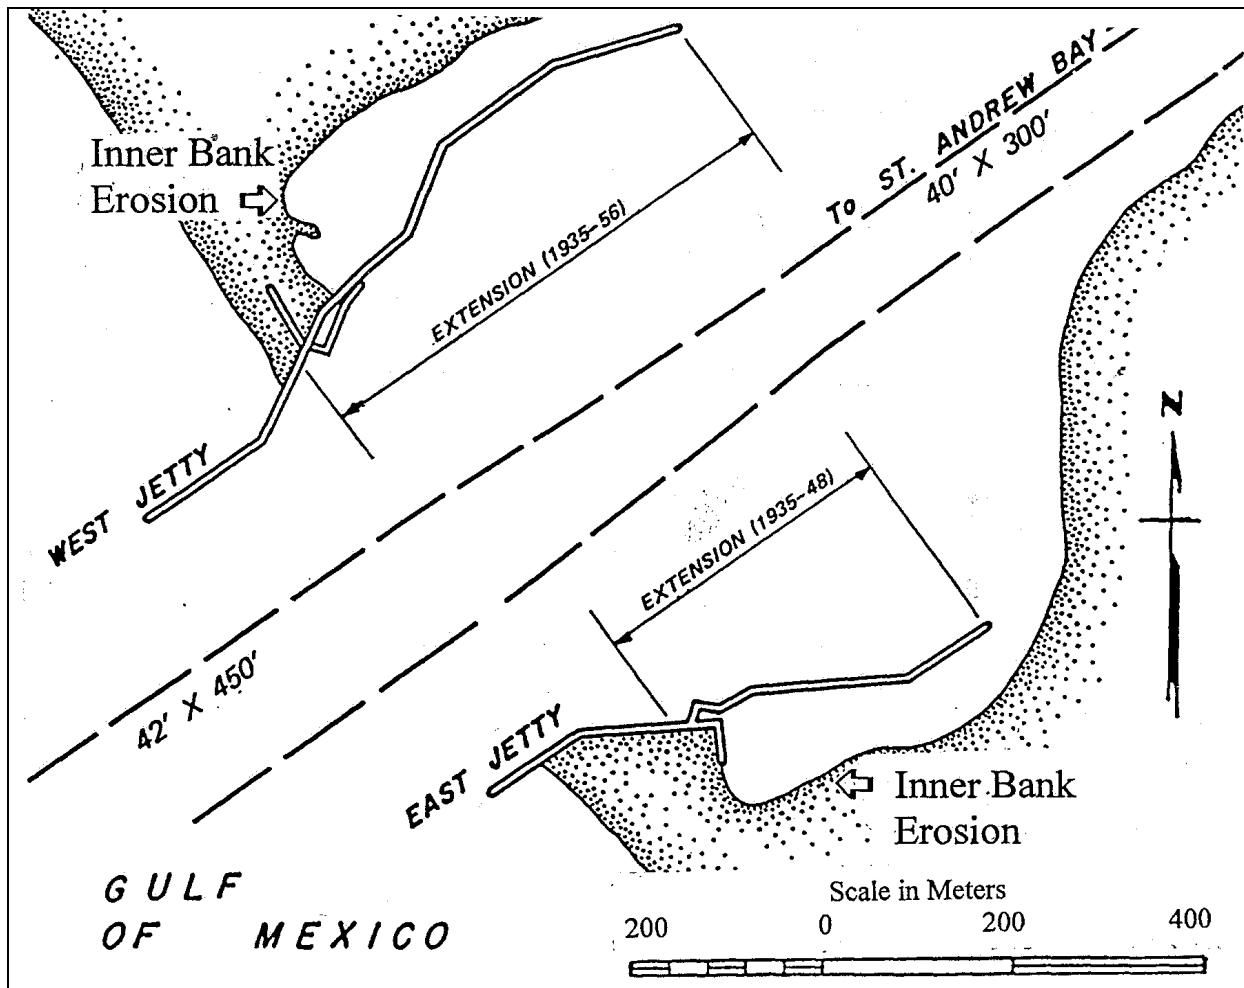 Inner Bank
Erosion
EXTENSION (1935-56)
To ST. ANDREW BAY
40' X 300'
N
WEST JETTY
EXTENSION (1935-48)
42' X 450'
EAST JETTY
Inner Bank
Erosion
GULF
OF MEXICO
Scale in Meters
200 0 200 400